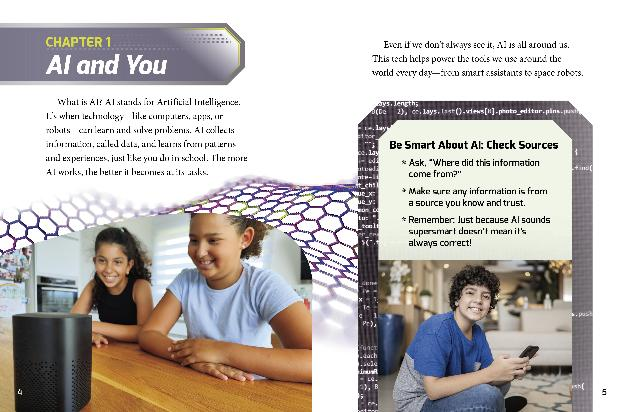 CHAPTER 1
AI and You
What is AI? AI stands for Artificial Intelligence.
It's when technology—like computers, apps, or
robots—can learn and solve problems. AI collects
information, called data, and learns from patterns
and experiences, just like you do in school. The more
AI works, the better it becomes at its tasks.
4
Even if we don't always see it, AI is all around us.
This tech helps power the tools we use around the
world every day—from smart assistants to space robots.
Be Smart About AI: Check Sources
* Ask, "Where did this information
come from?"
* Make sure any information is from
a source you know and trust.
* Remember: Just because AI sounds
supersmart doesn't mean it's
always correct!
5